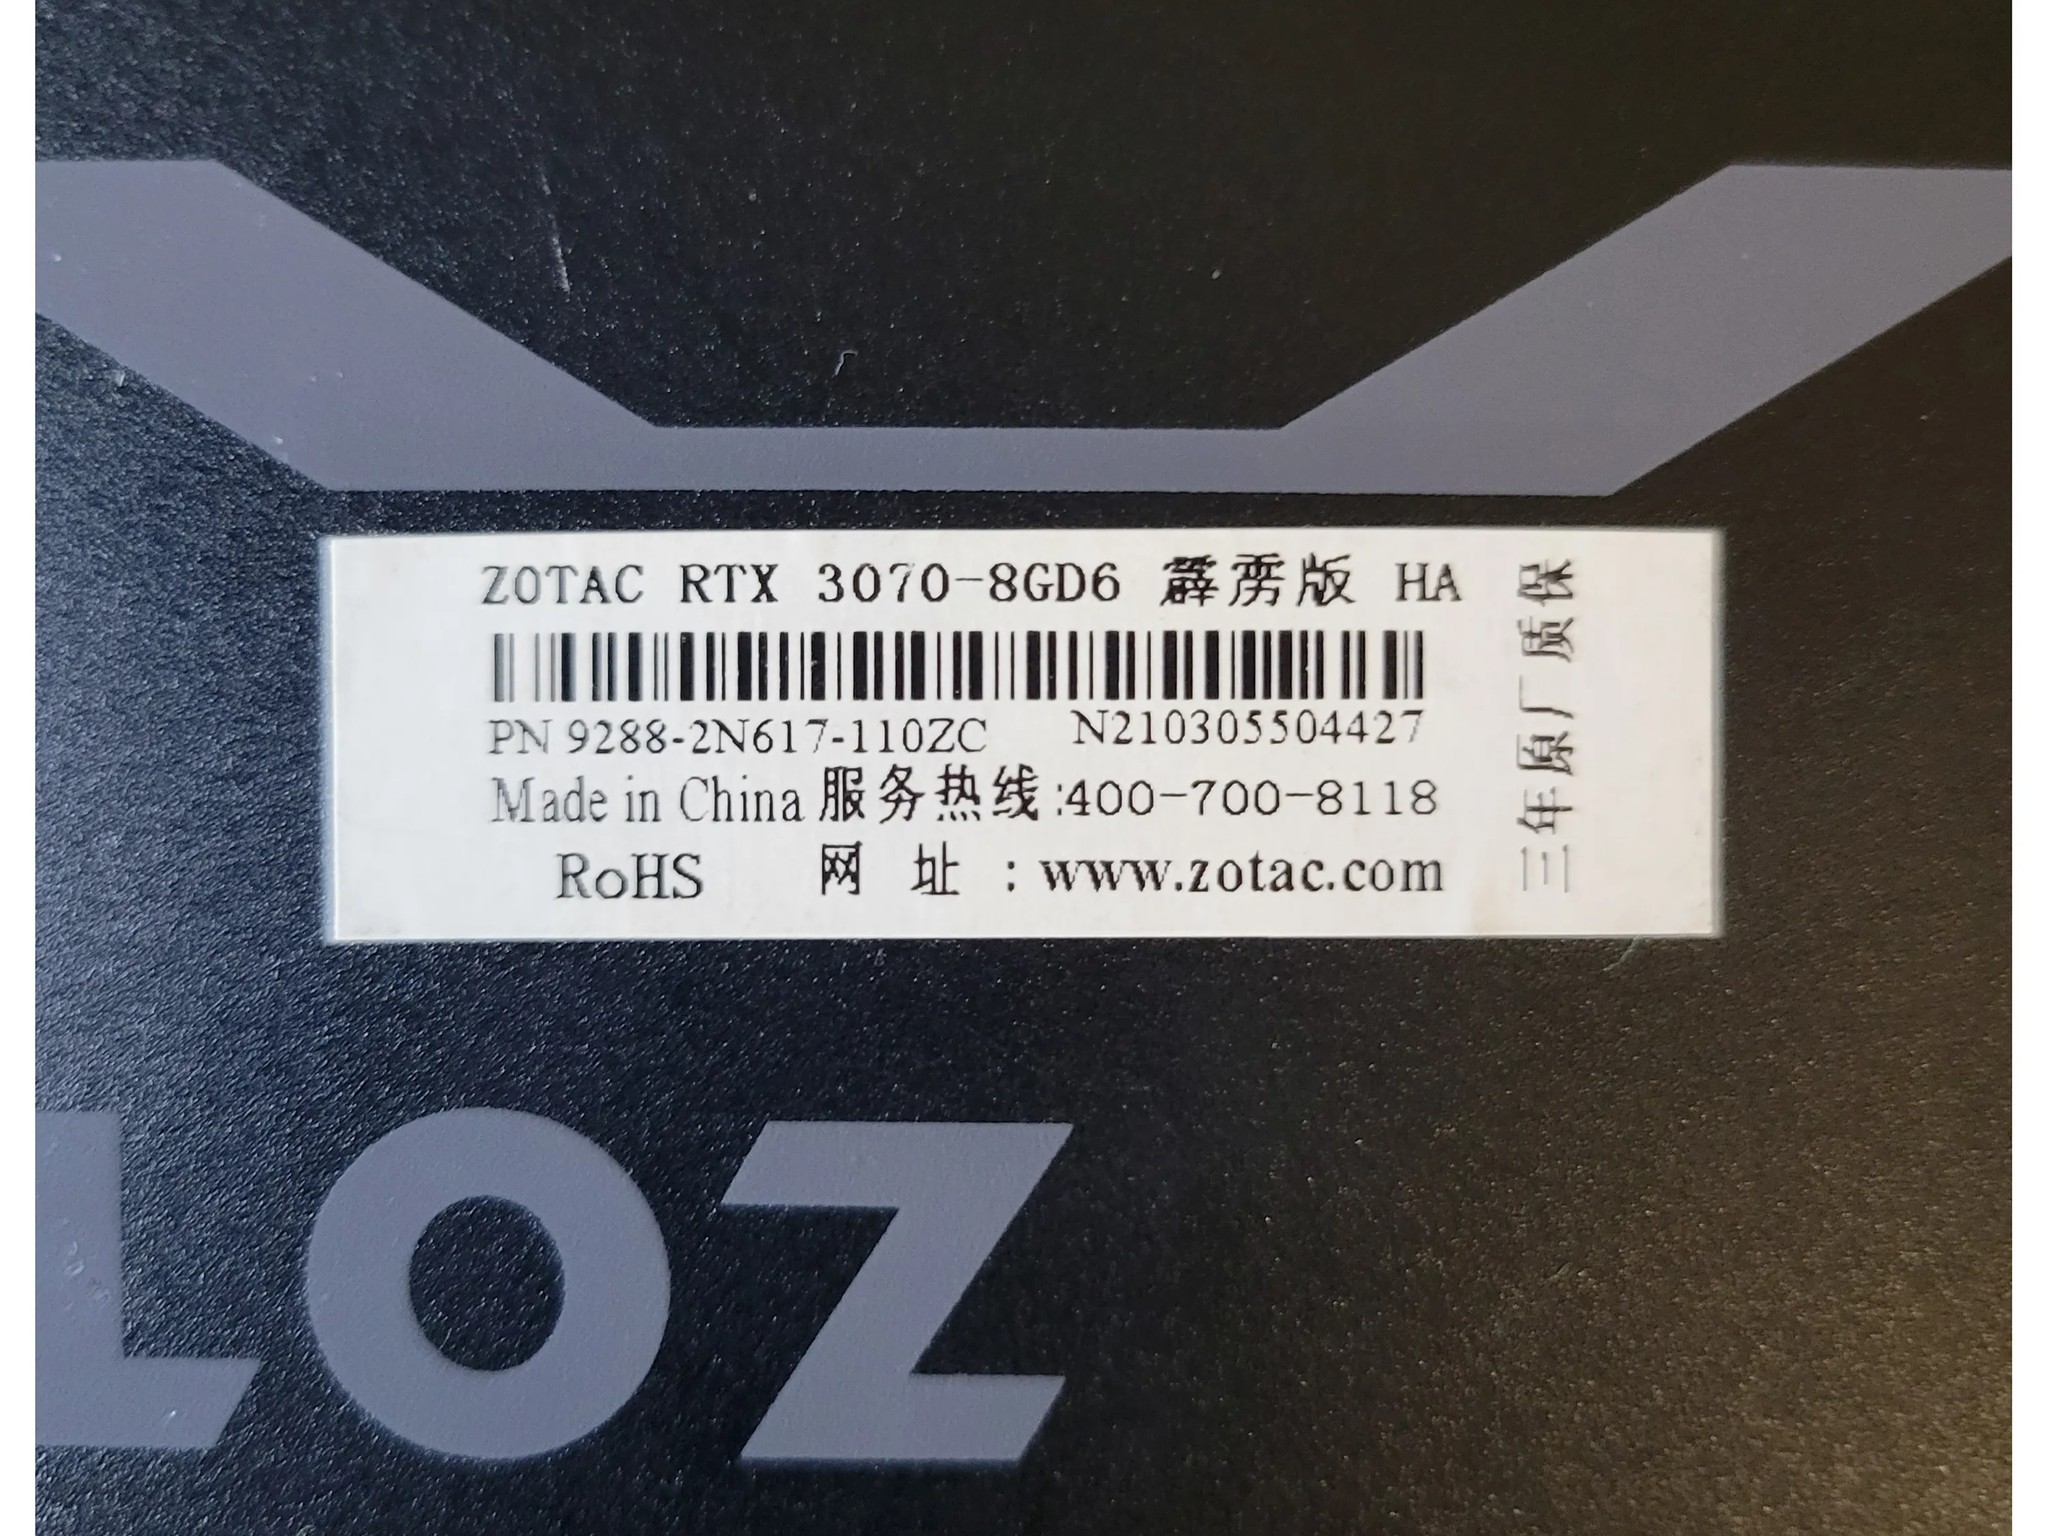 ZOTAC RTX 3070-8GD6 霹雳版 HA
PN 9288-2N617-110ZC N210305504427
Made in China 服务热线:400-700-8118
RoHS 网 址 : www.zotac.com
三年原厂质保
LOZ